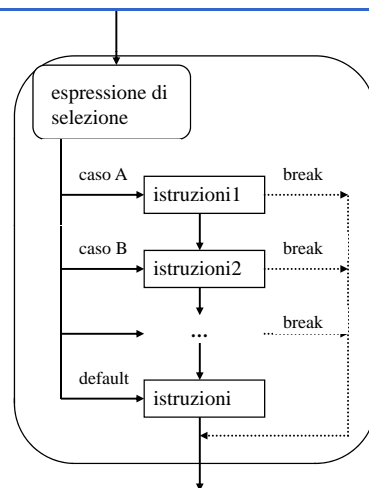 espressione di
selezione
caso A
istruzioni1
break
caso B
istruzioni2
break
...
break
default
istruzioni